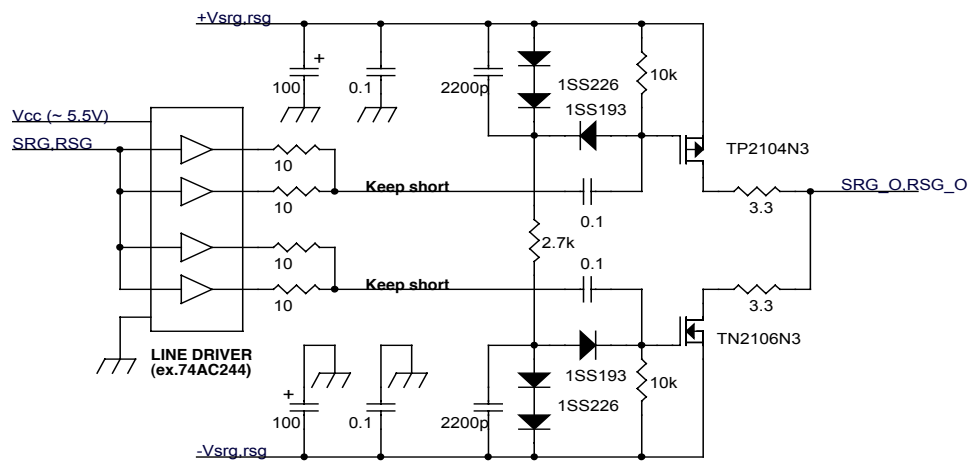 +Vsrg,rsg
+
100
0.1
2200p
1SS226
1SS193
10k
Vcc (~ 5.5V)
SRG,RSG
10
10
Keep short
0.1
TP2104N3
3.3
SRG_O,RSG_O
2.7k
10
10
Keep short
0.1
3.3
TN2106N3
LINE DRIVER
(ex.74AC244)
+
100
0.1
2200p
1SS193
1SS226
10k
-Vsrg,rsg